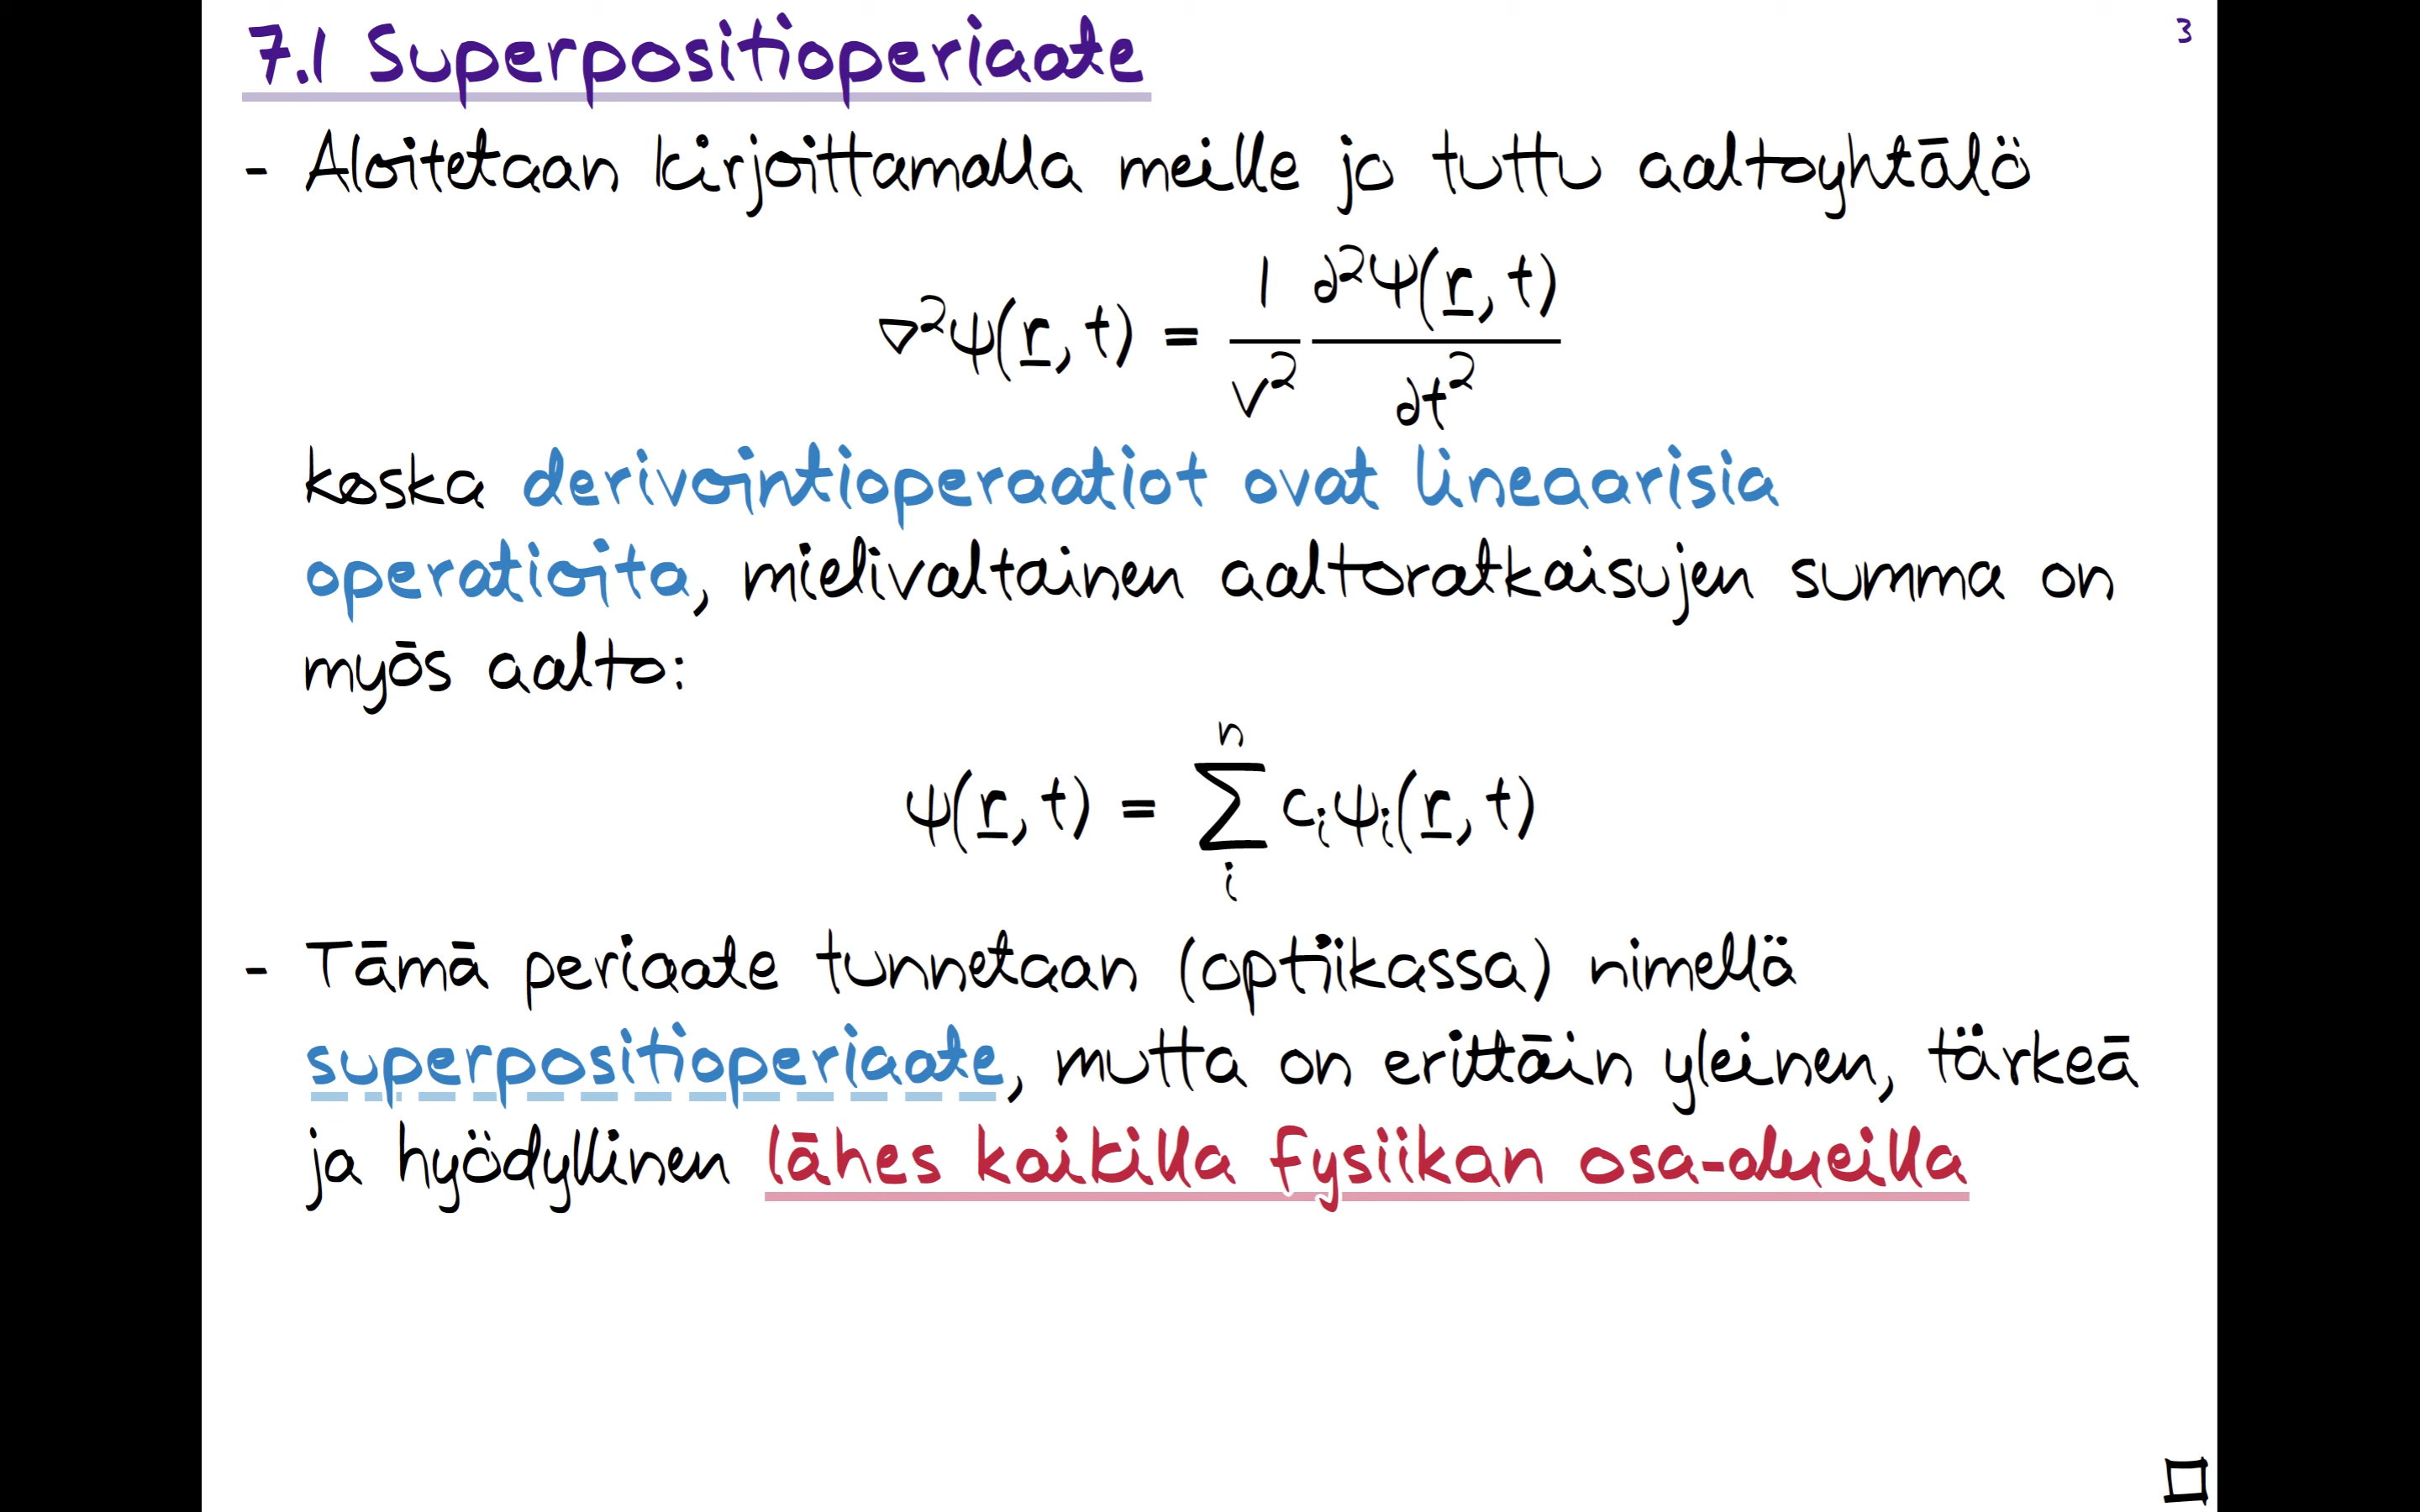 7.1 Superpositioperiaate
3
- Aloitetaan kirjoittamalla meille jo tuttu aaltoyhtälö
∇²ψ(r, t) = 1/v² ∂²ψ(r, t)/∂t²
koska derivointioperaatiot ovat lineaarisia
operatioita, mielivaltainen aaltoratkaisujen summa on
myös aalto:
ψ(r, t) = ∑ᵢⁿ cᵢψᵢ(r, t)
- Tämä periaate tunnetaan (optiikassa) nimellä
superpositioperiaate, mutta on erittäin yleinen, tärkeä
ja hyödyllinen lähes kaikilla fysiikan osa-alueilla